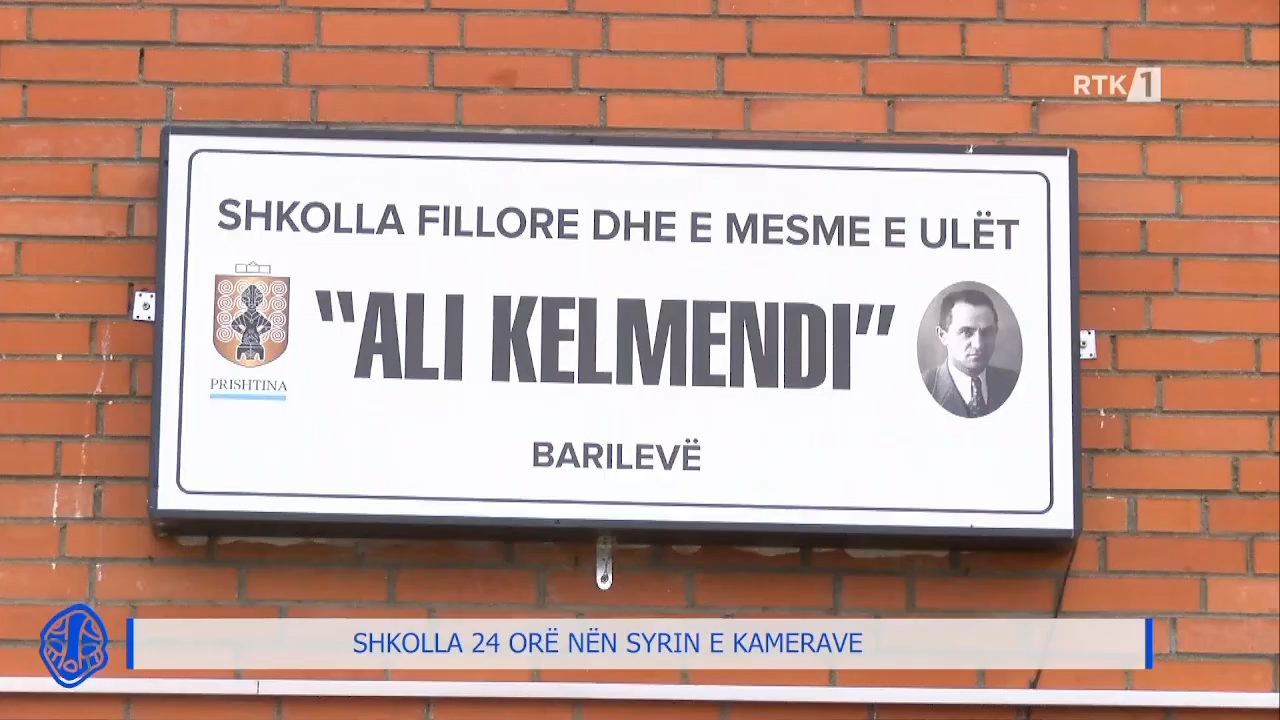 RTK 1
SHKOLLA FILLORE DHE E MESME E ULËT
"ALI KELMENDI"
PRISHTINA
BARILEVË
SHKOLLA 24 ORË NËN SYRIN E KAMERAVE